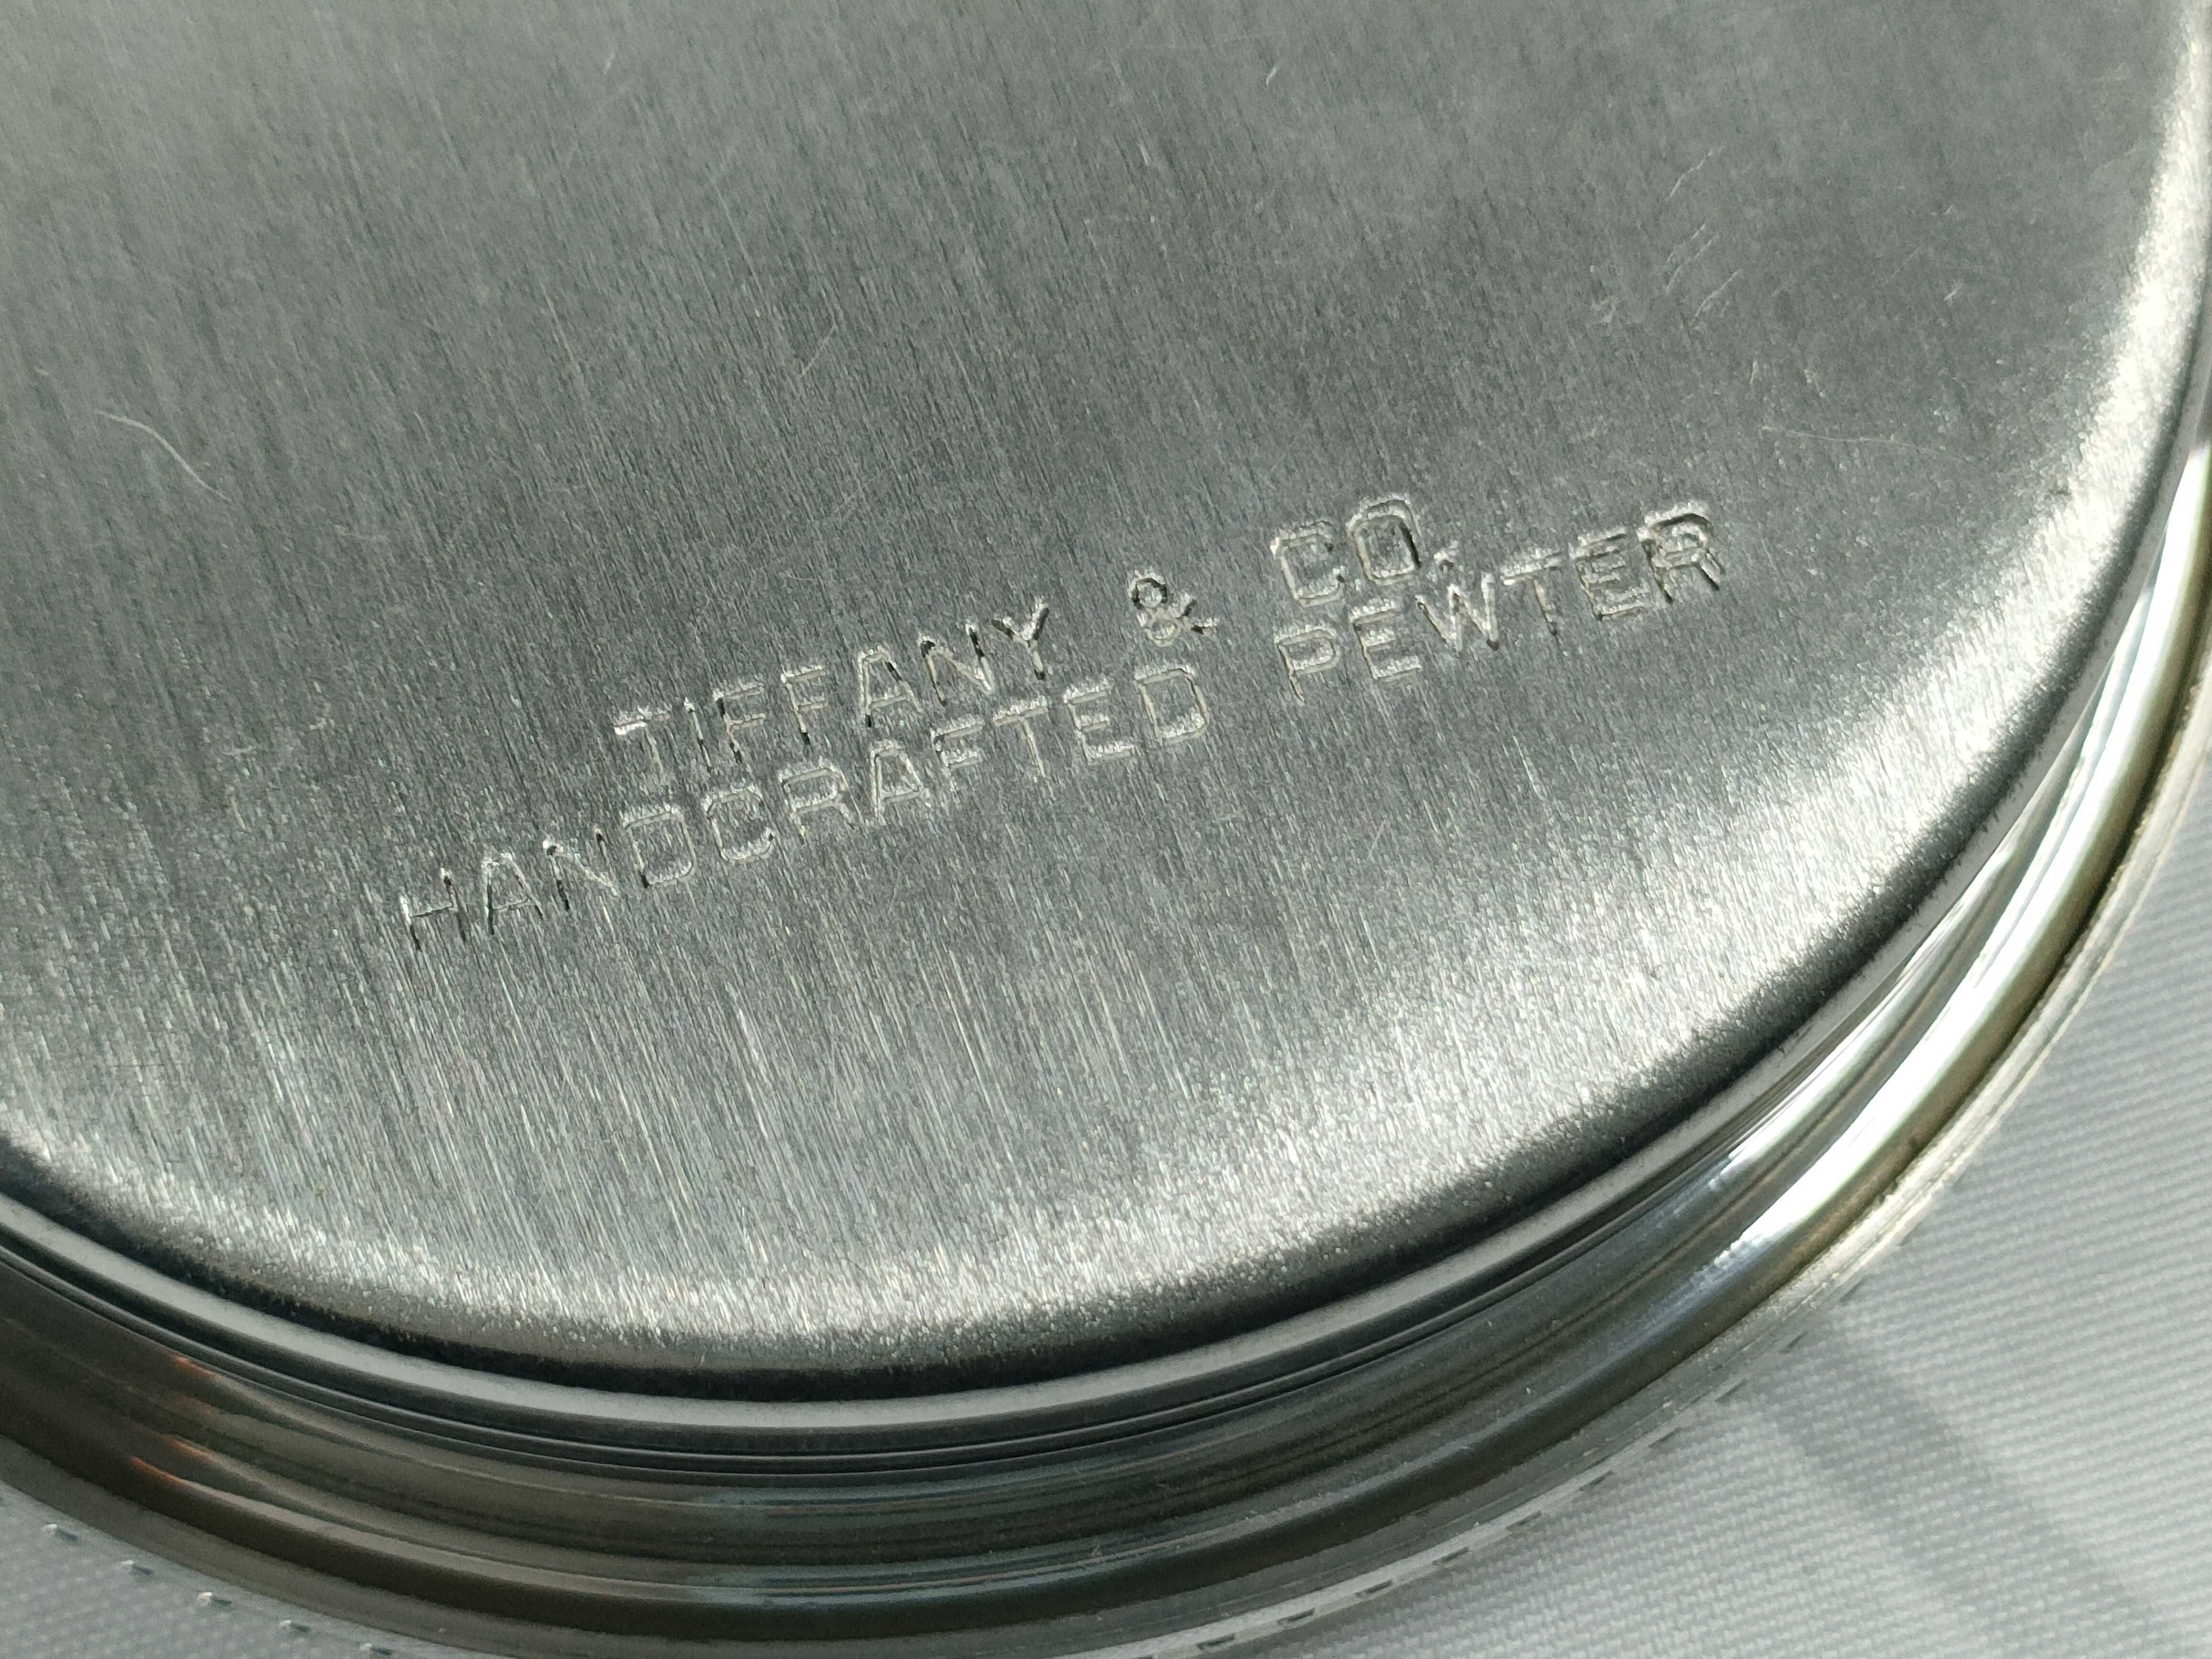 TIFFANY & CO.
HANDCRAFTED PEWTER